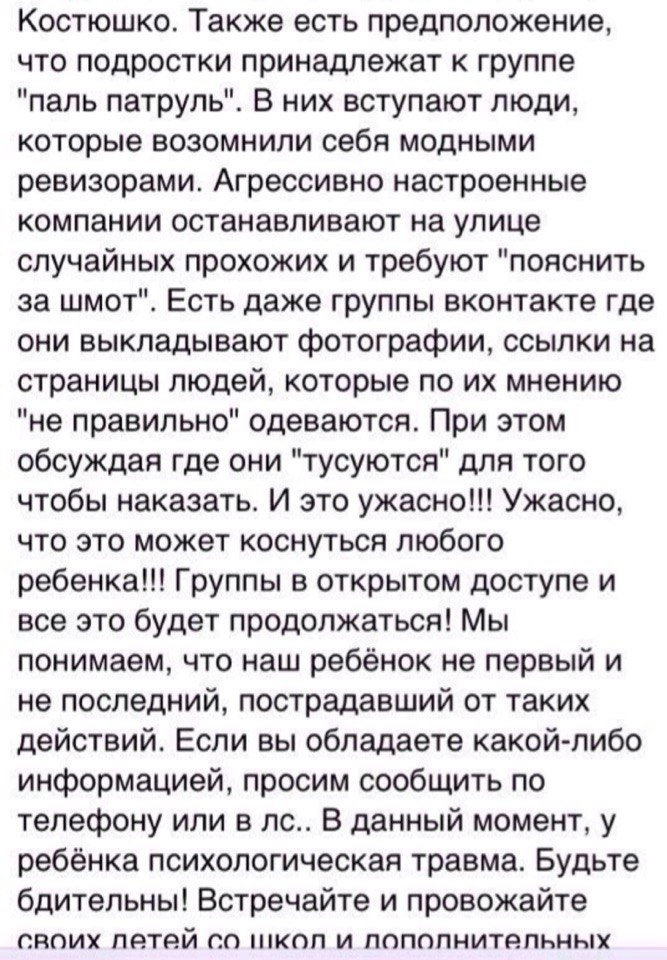 Костюшко. Также есть предположение,
что подростки принадлежат к группе
"паль патруль". В них вступают люди,
которые возомнили себя модными
ревизорами. Агрессивно настроенные
компании останавливают на улице
случайных прохожих и требуют "пояснить
за шмот". Есть даже группы вконтакте где
они выкладывают фотографии, ссылки на
страницы людей, которые по их мнению
"не правильно" одеваются. При этом
обсуждая где они "тусуются" для того
чтобы наказать. И это ужасно!!! Ужасно,
что это может коснуться любого
ребенка!!! Группы в открытом доступе и
все это будет продолжаться! Мы
понимаем, что наш ребёнок не первый и
не последний, пострадавший от таких
действий. Если вы обладаете какой-либо
информацией, просим сообщить по
телефону или в лс.. В данный момент, у
ребёнка психологическая травма. Будьте
бдительны! Встречайте и провожайте
своих детей со школ и дополнительных